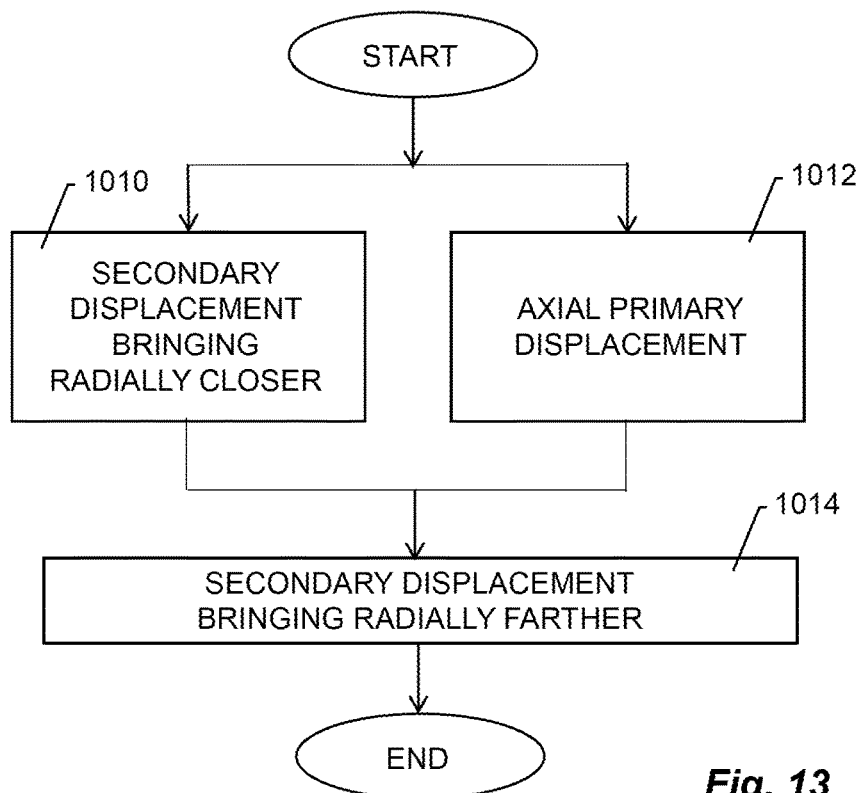 START
1010
1012
SECONDARY
DISPLACEMENT
BRINGING
RADIALLY CLOSER
AXIAL PRIMARY
DISPLACEMENT
1014
SECONDARY DISPLACEMENT
BRINGING RADIALLY FARTHER
END
Fig. 13